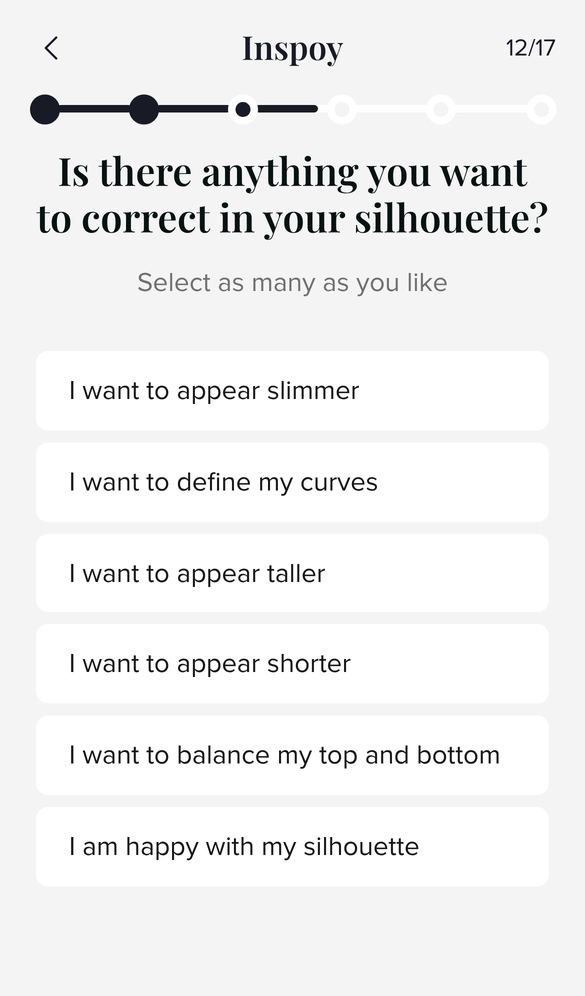 Inspoy
12/17
Is there anything you want
to correct in your silhouette?
Select as many as you like
I want to appear slimmer
I want to define my curves
I want to appear taller
I want to appear shorter
I want to balance my top and bottom
I am happy with my silhouette